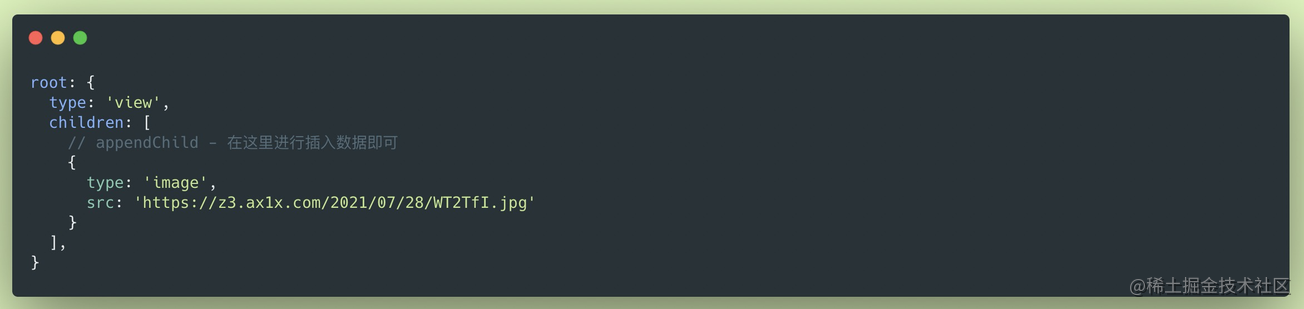 root: {
  type: 'view',
  children: [
    // appendChild - 在这里进行插入数据即可
    {
      type: 'image',
      src: 'https://z3.ax1x.com/2021/07/28/WT2TfI.jpg'
    }
  ],
}
@稀土掘金技术社区